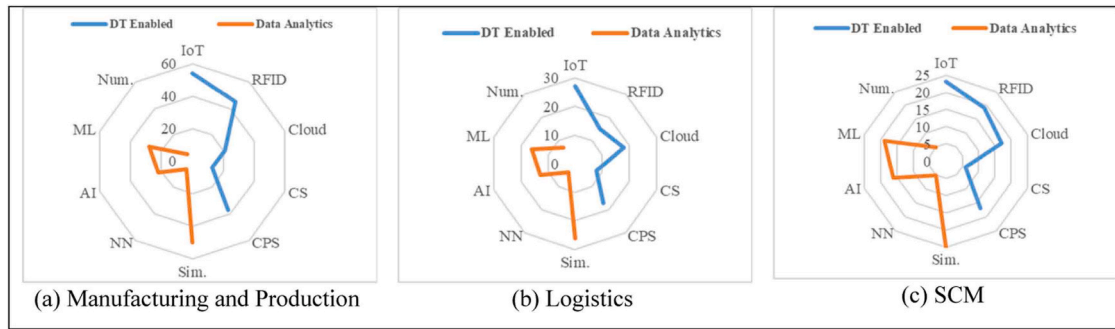 DT Enabled Data Analytics
IoT
60
RFID
Num.
40
Cloud
ML
20
0
CS
AI
CPS
NN
Sim.
(a) Manufacturing and Production
DT Enabled Data Analytics
IoT
30
RFID
Num.
20
Cloud
ML
10
0
CS
AI
CPS
NN
Sim.
(b) Logistics
DT Enabled Data Analytics
IoT
25
RFID
Num.
20
15
Cloud
ML
10
5
0
CS
AI
CPS
NN
Sim.
(c) SCM